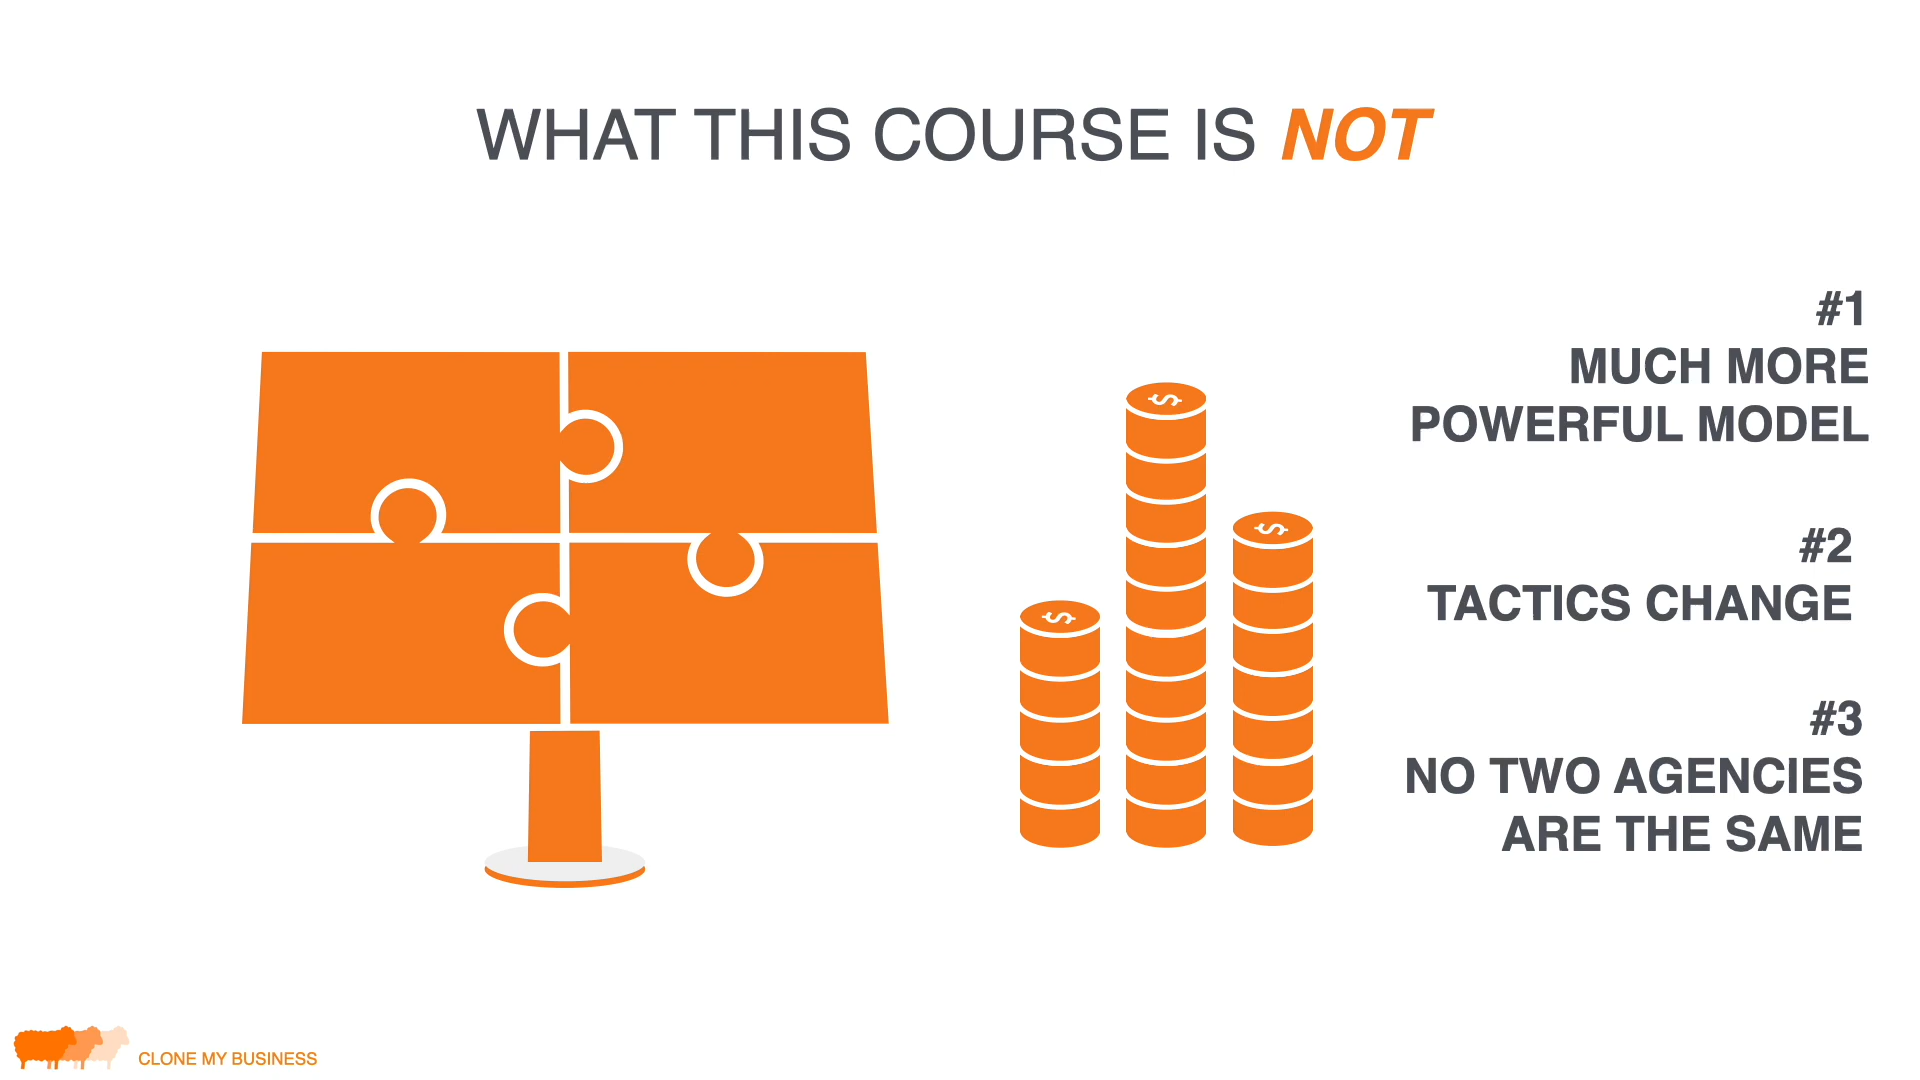 WHAT THIS COURSE IS NOT
#1
MUCH MORE
POWERFUL MODEL
#2
TACTICS CHANGE
#3
NO TWO AGENCIES
ARE THE SAME
$
$
$
CLONE MY BUSINESS